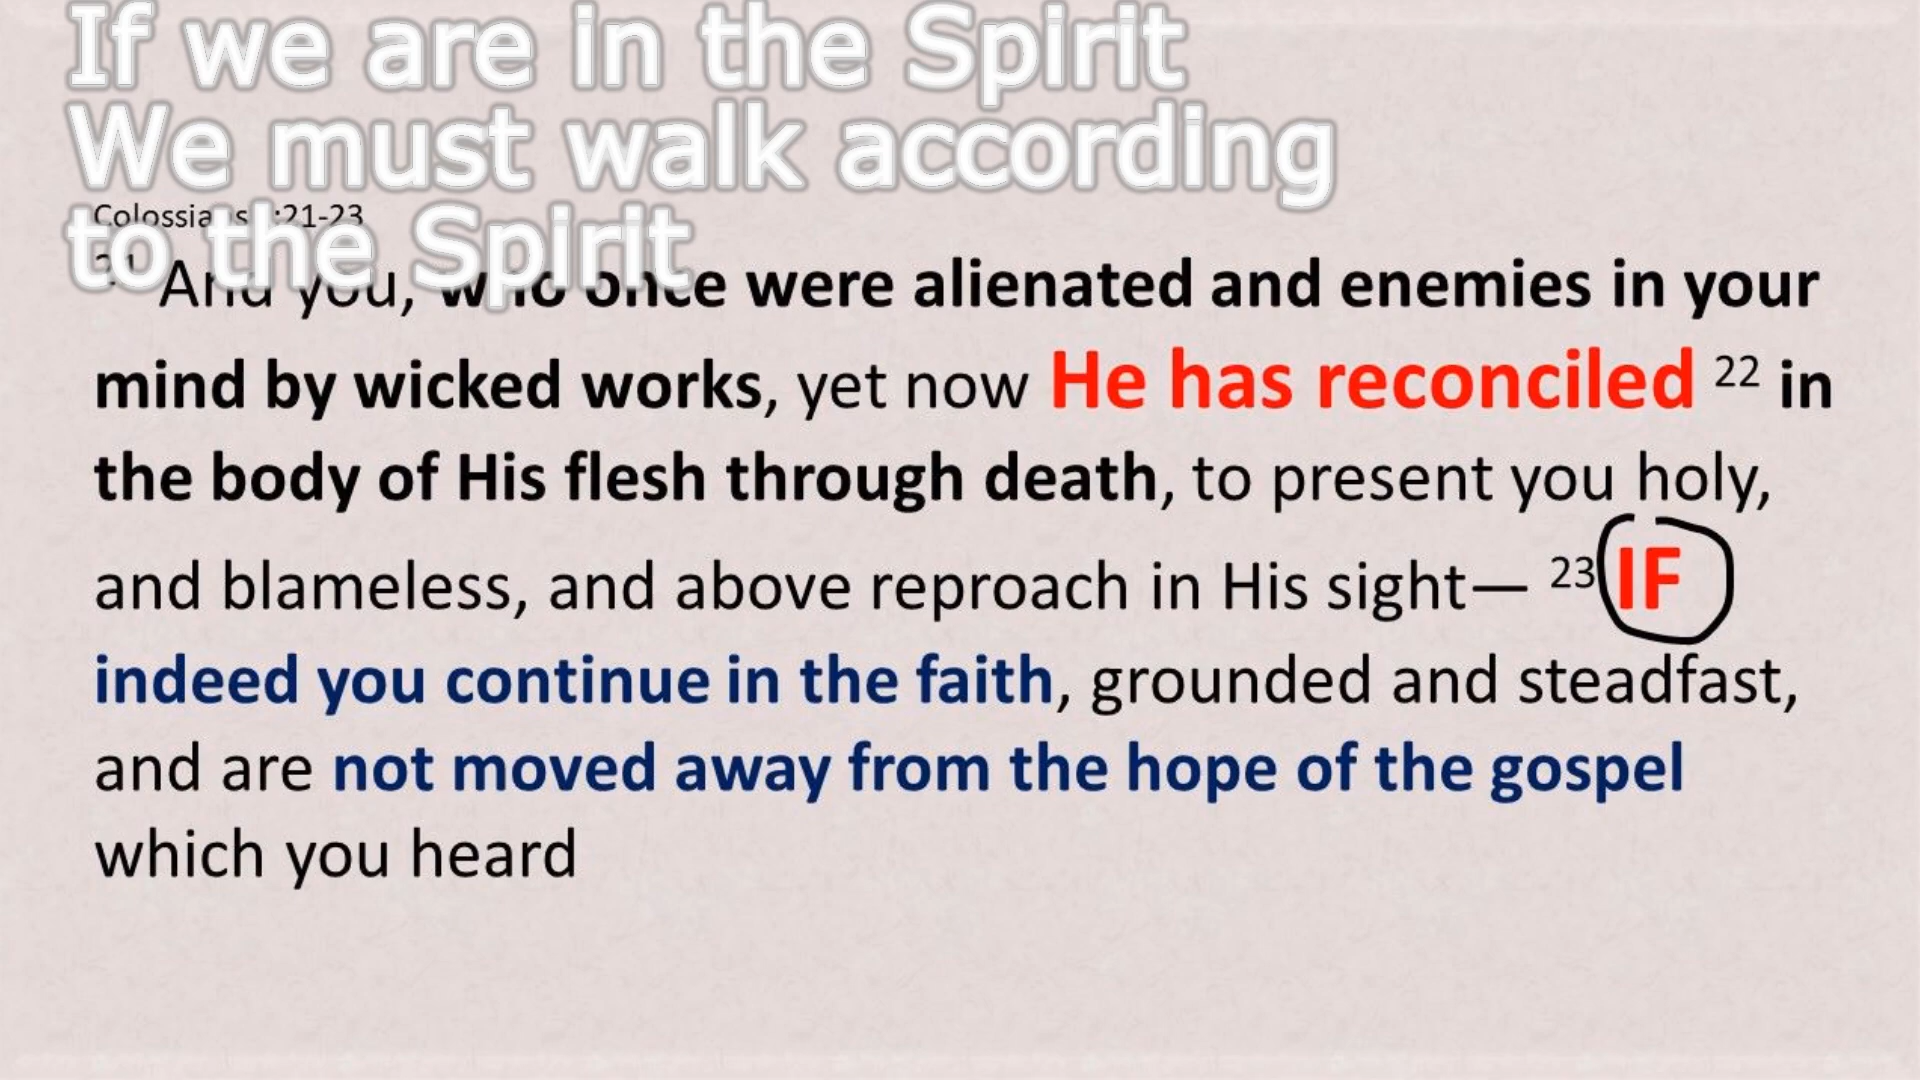 If we are in the Spirit
We must walk according
to the Spirit
Colossians :21-23
21 And you, who once were alienated and enemies in your
mind by wicked works, yet now He has reconciled 22 in
the body of His flesh through death, to present you holy,
and blameless, and above reproach in His sight— 23 IF
indeed you continue in the faith, grounded and steadfast,
and are not moved away from the hope of the gospel
which you heard